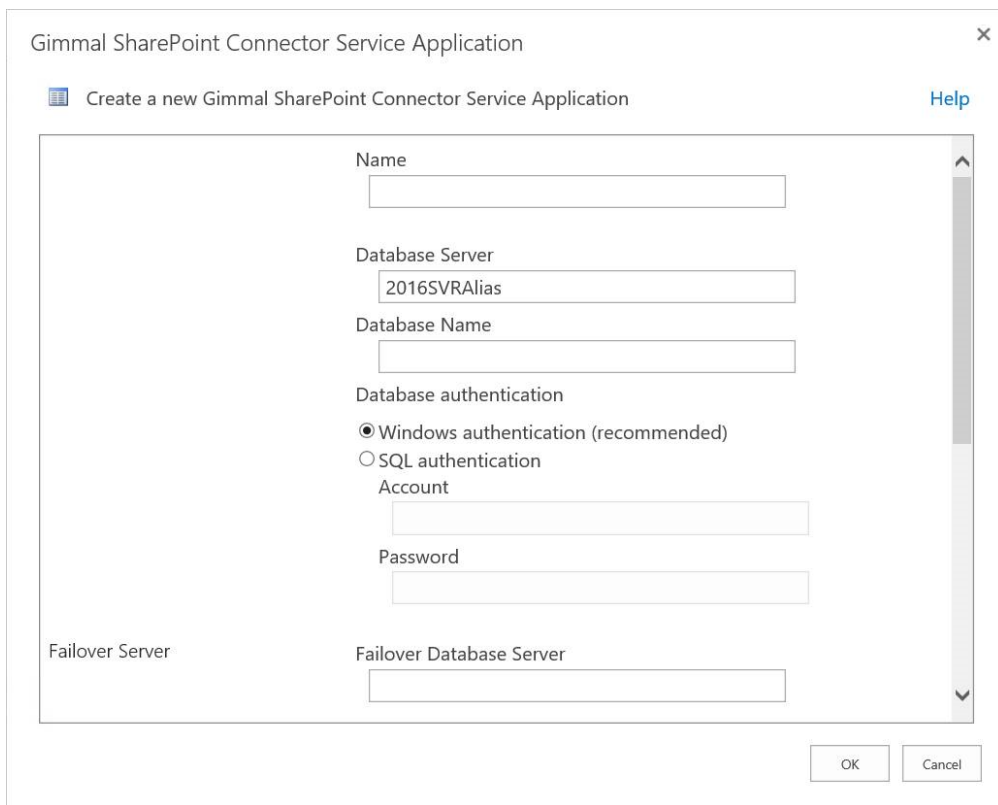 Gimmal SharePoint Connector Service Application
Create a new Gimmal SharePoint Connector Service Application
Help
Name
Database Server
2016SVRAlias
Database Name
Database authentication
Windows authentication (recommended)
SQL authentication
Account
Password
Failover Server
Failover Database Server
OK
Cancel